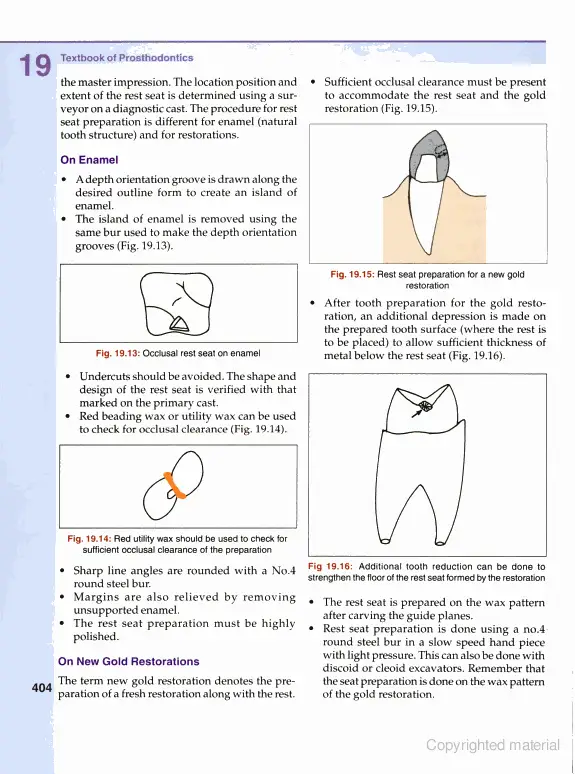 19
Textbook of Prosthodontics
the master impression. The location position and
extent of the rest seat is determined using a sur-
veyor on a diagnostic cast. The procedure for rest
seat preparation is different for enamel (natural
tooth structure) and for restorations.
On Enamel
• A depth orientation groove is drawn along the
desired outline form to create an island of
enamel.
• The island of enamel is removed using the
same bur used to make the depth orientation
grooves (Fig. 19.13).
Fig. 19.13: Occlusal rest seat on enamel
• Undercuts should be avoided. The shape and
design of the rest seat is verified with that
marked on the primary cast.
• Red beading wax or utility wax can be used
to check for occlusal clearance (Fig. 19.14).
Fig. 19.14: Red utility wax should be used to check for
sufficient occlusal clearance of the preparation
• Sharp line angles are rounded with a No.4
round steel bur.
• Margins are also relieved by removing
unsupported enamel.
• The rest seat preparation must be highly
polished.
On New Gold Restorations
The term new gold restoration denotes the pre-
paration of a fresh restoration along with the rest.
404
• Sufficient occlusal clearance must be present
to accommodate the rest seat and the gold
restoration (Fig. 19.15).
Fig. 19.15: Rest seat preparation for a new gold
restoration
• After tooth preparation for the gold resto-
ration, an additional depression is made on
the prepared tooth surface (where the rest is
to be placed) to allow sufficient thickness of
metal below the rest seat (Fig. 19.16).
Fig 19.16: Additional tooth reduction can be done to
strengthen the floor of the rest seat formed by the restoration
• The rest seat is prepared on the wax pattern
after carving the guide planes.
• Rest seat preparation is done using a no.4
round steel bur in a slow speed hand piece
with light pressure. This can also be done with
discoid or cleoid excavators. Remember that
the seat preparation is done on the wax pattern
of the gold restoration.
Copyrighted material